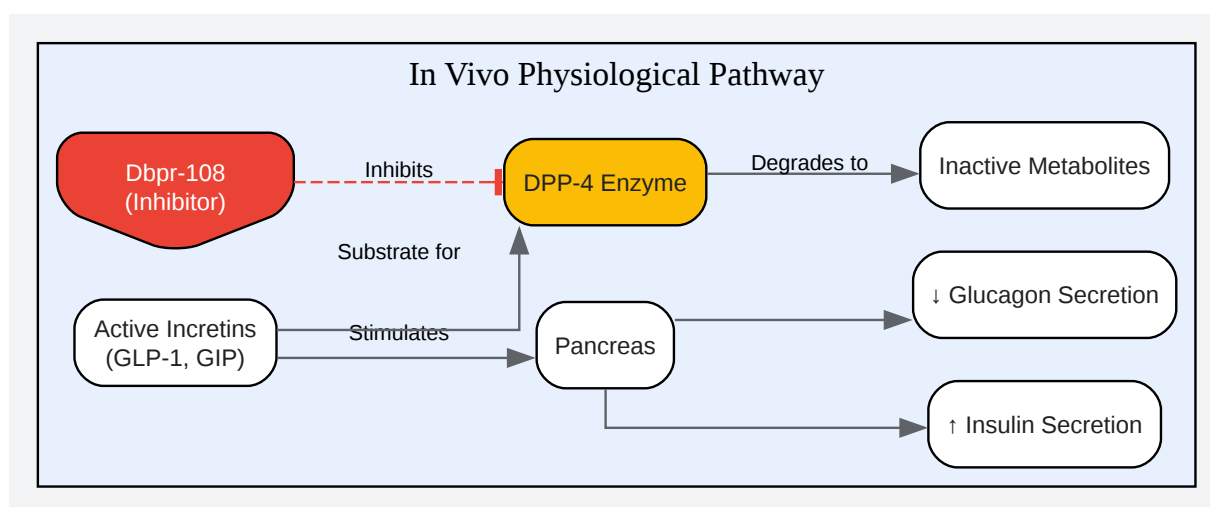 In Vivo Physiological Pathway
Dbpr-108
(Inhibitor)
Inhibits
DPP-4 Enzyme
Degrades to
Inactive Metabolites
Substrate for
Active Incretins
(GLP-1, GIP)
Stimulates
Pancreas
↓ Glucagon Secretion
↑ Insulin Secretion